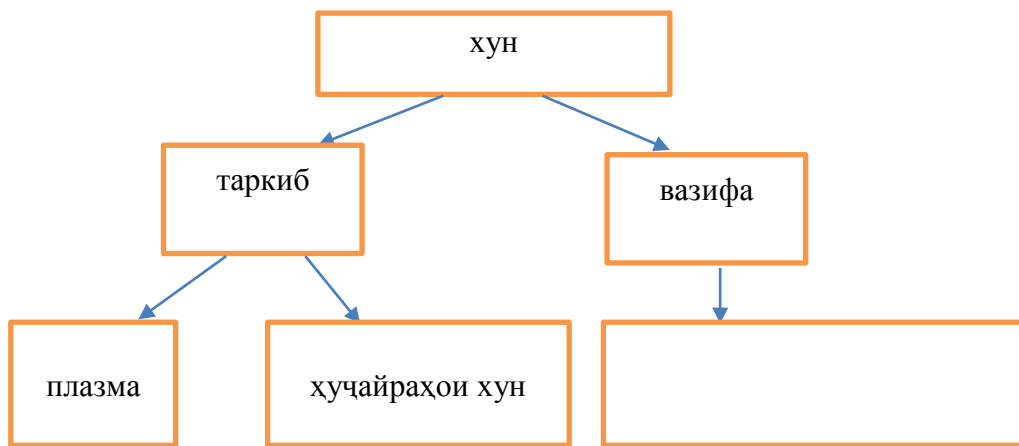 хун
таркиб
вазифа
плазма
ҳуҷайраҳои хун